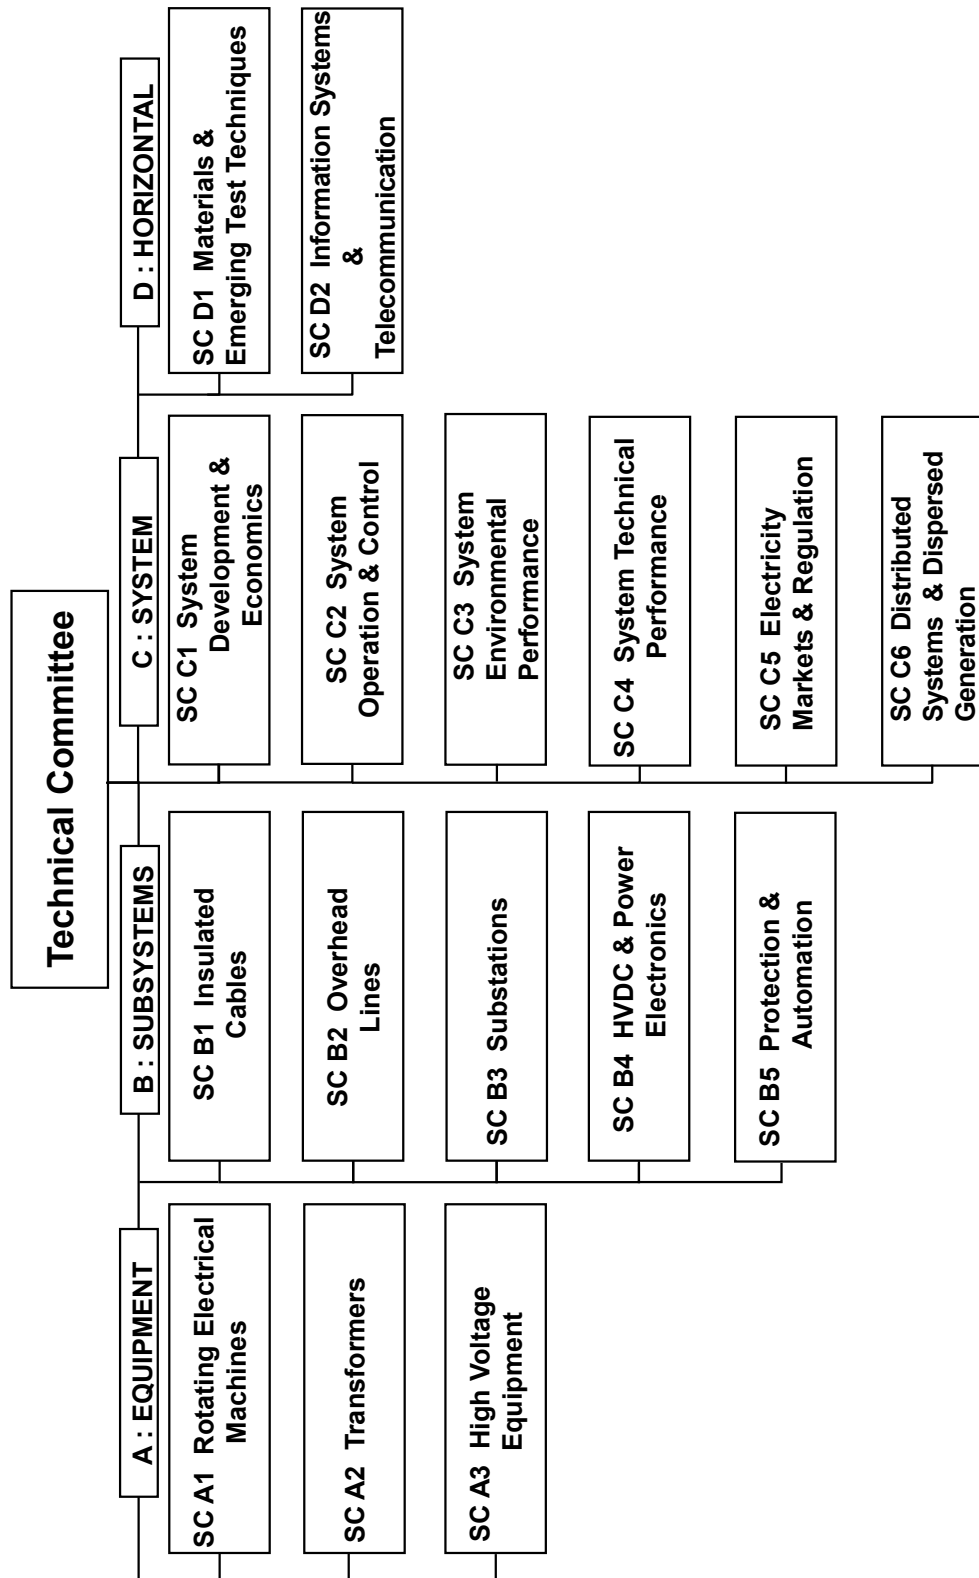 Technical Committee
A : EQUIPMENT
SC A1 Rotating Electrical
Machines
SC A2 Transformers
SC A3 High Voltage
Equipment
B : SUBSYSTEMS
SC B1 Insulated
Cables
SC B2 Overhead
Lines
SC B3 Substations
SC B4 HVDC & Power
Electronics
SC B5 Protection &
Automation
C : SYSTEM
SC C1 System
Development &
Economics
SC C2 System
Operation & Control
SC C3 System
Environmental
Performance
SC C4 System Technical
Performance
SC C5 Electricity
Markets & Regulation
SC C6 Distributed
Systems & Dispersed
Generation
D : HORIZONTAL
SC D1 Materials &
Emerging Test Techniques
SC D2 Information Systems
&
Telecommunication